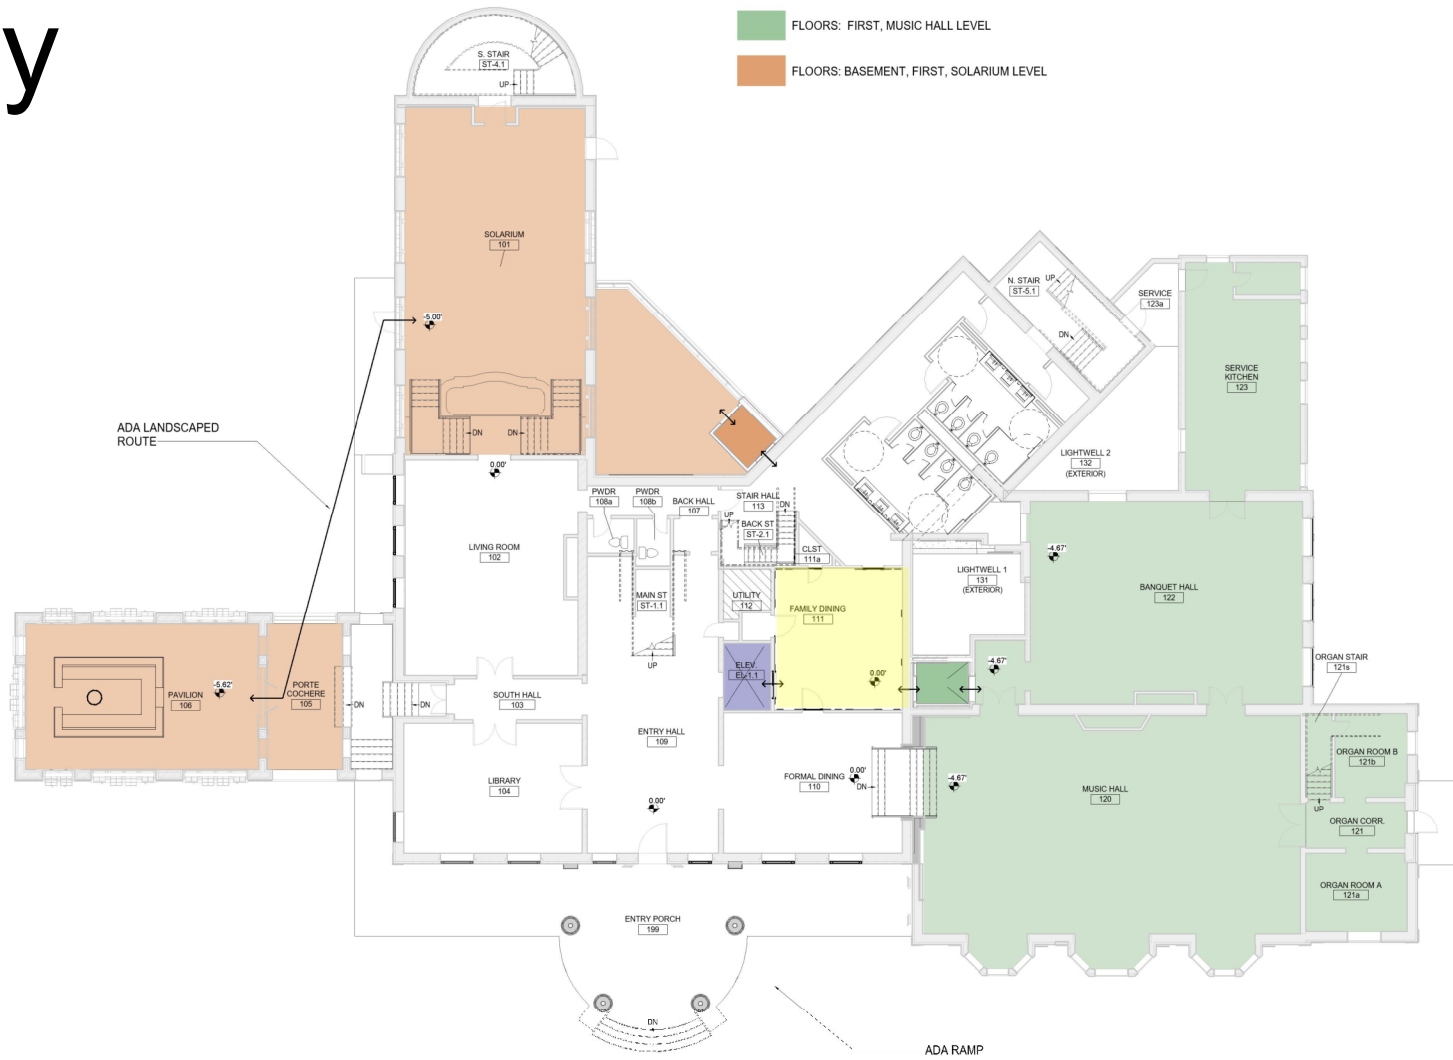 y
FLOORS: FIRST, MUSIC HALL LEVEL
FLOORS: BASEMENT, FIRST, SOLARIUM LEVEL
S. STAIR
ST-4.1
UP
SOLARIUM
101
-5.00'
DN
DN
0.00'
ADA LANDSCAPED
ROUTE
N. STAIR
ST-5.1
UP
DN
SERVICE
123a
SERVICE
KITCHEN
123
LIGHTWELL 2
132
(EXTERIOR)
PWDR
108a
PWDR
108b
BACK HALL
107
STAIR HALL
113
UP
DN
BACK ST
ST-2.1
CLST
111a
LIVING ROOM
102
MAIN ST
ST-1.1
UP
UTILITY
112
FAMILY DINING
111
0.00'
ELEV.
EL-1.1
LIGHTWELL 1
131
(EXTERIOR)
-4.67'
BANQUET HALL
122
-4.67'
ORGAN STAIR
121s
PAVILION
106
-5.62'
PORTE
COCHERE
105
DN
DN
SOUTH HALL
103
ENTRY HALL
109
0.00'
LIBRARY
104
FORMAL DINING
110
0.00'
DN
-4.67'
MUSIC HALL
120
ORGAN ROOM B
121b
UP
ORGAN CORR.
121
ORGAN ROOM A
121a
ENTRY PORCH
199
DN
ADA RAMP